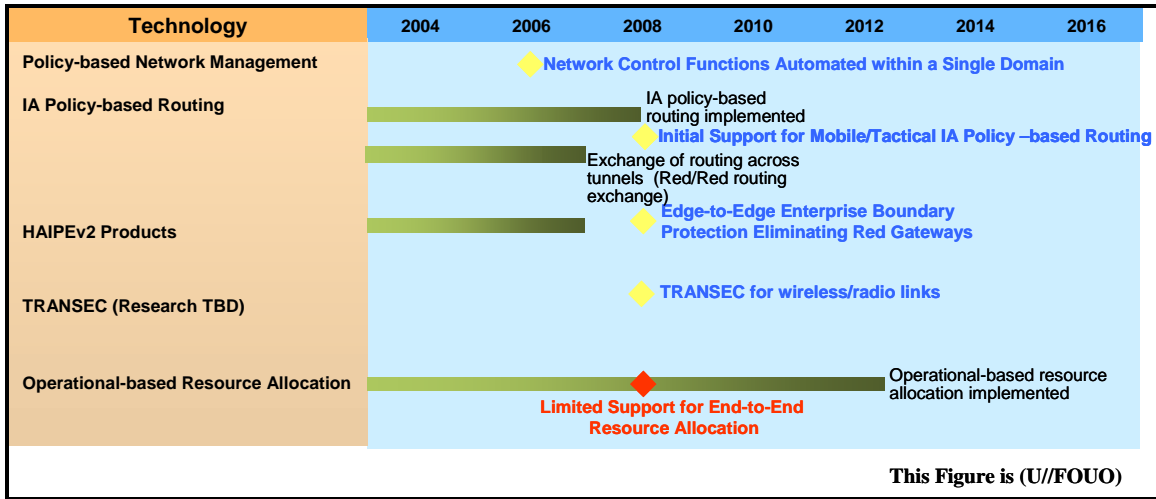 Technology 2004 2006 2008 2010 2012 2014 2016
Policy-based Network Management
Network Control Functions Automated within a Single Domain
IA Policy-based Routing
IA policy-based
routing implemented
Initial Support for Mobile/Tactical IA Policy –based Routing
Exchange of routing across
tunnels (Red/Red routing
exchange)
HAIPEv2 Products
Edge-to-Edge Enterprise Boundary
Protection Eliminating Red Gateways
TRANSEC (Research TBD)
TRANSEC for wireless/radio links
Operational-based Resource Allocation
Operational-based resource
allocation implemented
Limited Support for End-to-End
Resource Allocation
This Figure is (U//FOUO)